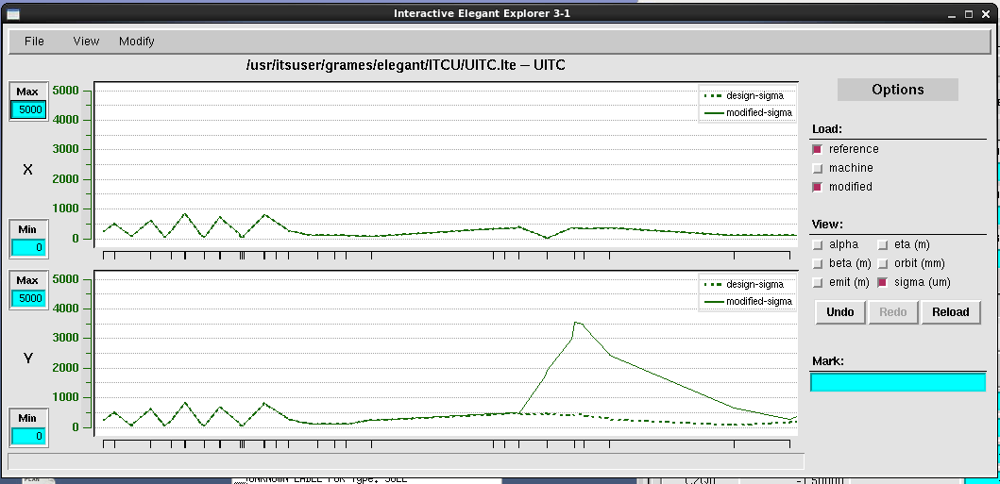 Interactive Elegant Explorer 3-1
File View Modify
/usr/itsuser/grames/elegant/ITCU/UITC.lte — UITC
Max
5000
X
Min
0
5000
4000
3000
2000
1000
0
design-sigma
modified-sigma
Max
5000
Y
Min
0
5000
4000
3000
2000
1000
0
design-sigma
modified-sigma
Options
Load:
reference
machine
modified
View:
alpha eta (m)
beta (m) orbit (mm)
emit (m) sigma (um)
Undo Redo Reload
Mark: